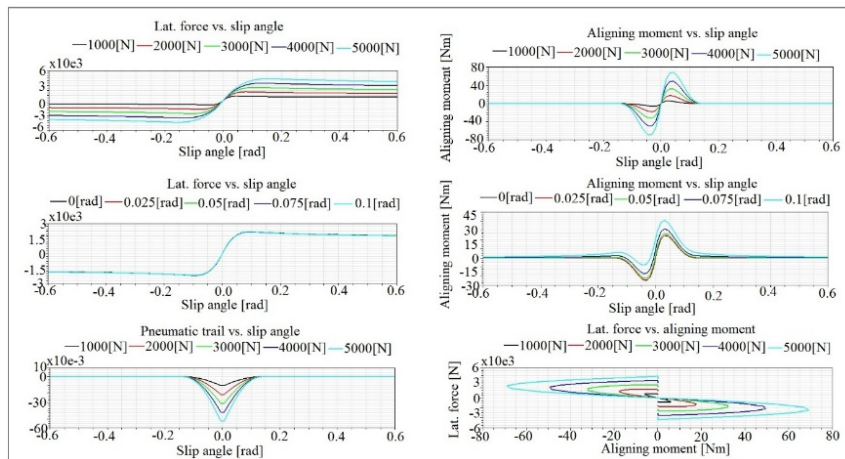 Lat. force vs. slip angle
1000[N] 2000[N] 3000[N] 4000[N] 5000[N]
x10e-3
6
3
0
-3
-6
-0.6 -0.4 -0.2 0.0 0.2 0.4 0.6
Slip angle [rad]
Aligning moment vs. slip angle
1000[N] 2000[N] 3000[N] 4000[N] 5000[N]
Aligning moment [Nm]
80
40
0
-40
-80
-0.6 -0.4 -0.2 0.0 0.2 0.4 0.6
Slip angle [rad]
Lat. force vs. slip angle
0[rad] 0.025[rad] 0.05[rad] 0.075[rad] 0.1[rad]
x10e-3
3
1.5
0
-1.5
-3
-0.6 -0.4 -0.2 0.0 0.2 0.4 0.6
Slip angle [rad]
Aligning moment vs. slip angle
0[rad] 0.025[rad] 0.05[rad] 0.075[rad] 0.1[rad]
Aligning moment [Nm]
45
30
15
0
-15
-30
-0.6 -0.4 -0.2 0.0 0.2 0.4 0.6
Slip angle [rad]
Pneumatic trail vs. slip angle
1000[N] 2000[N] 3000[N] 4000[N] 5000[N]
x10e-3
10
0
-30
-60
-0.6 -0.4 -0.2 0.0 0.2 0.4 0.6
Slip angle [rad]
Lat. force vs. aligning moment
1000[N] 2000[N] 3000[N] 4000[N] 5000[N]
Lat. force [N]
x10e3
6
3
0
-3
-6
-80 -60 -40 -20 0 20 40 60 80
Aligning moment [Nm]